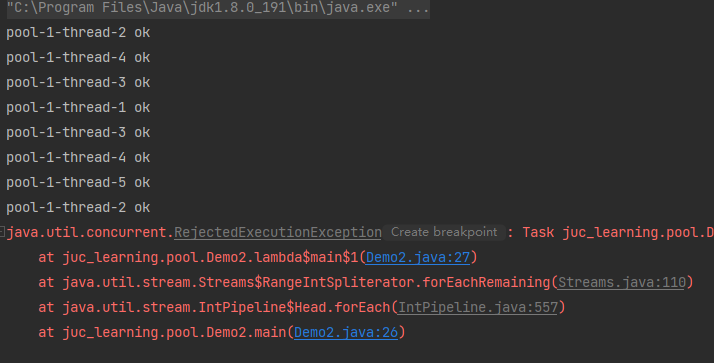 "C:\Program Files\Java\jdk1.8.0_191\bin\java.exe" ...
pool-1-thread-2 ok
pool-1-thread-4 ok
pool-1-thread-3 ok
pool-1-thread-1 ok
pool-1-thread-3 ok
pool-1-thread-4 ok
pool-1-thread-5 ok
pool-1-thread-2 ok
java.util.concurrent.RejectedExecutionException Create breakpoint : Task juc_learning.pool.D
at juc_learning.pool.Demo2.lambda$main$1(Demo2.java:27)
at java.util.stream.Streams$RangeIntSpliterator.forEachRemaining(Streams.java:110)
at java.util.stream.IntPipeline$Head.forEach(IntPipeline.java:557)
at juc_learning.pool.Demo2.main(Demo2.java:26)